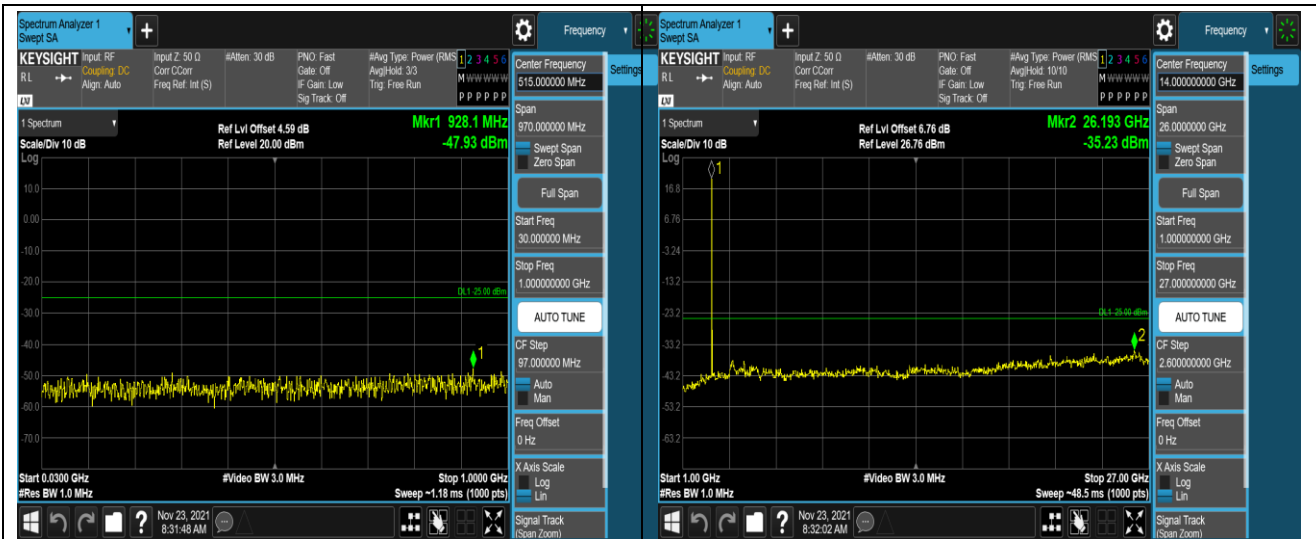 Spectrum Analyzer 1
Swept SA
+
Frequency
KEYSIGHT
RL
LXI
Input: RF
Coupling: DC
Align: Auto
Input Z: 50 Ω
Corr CCorr
Freq Ref: Int (S)
#Atten: 30 dB
PNO: Fast
Gate: Off
IF Gain: Low
Sig Track: Off
#Avg Type: Power (RMS
Avg|Hold: 3/3
Trig: Free Run
1 2 3 4 5 6
M W W W W W
P P P P P P
Center Frequency
515.000000 MHz
Settings
1 Spectrum
Scale/Div 10 dB
Log
Ref Lvl Offset 4.59 dB
Ref Level 20.00 dBm
Mkr1 928.1 MHz
-47.93 dBm
Span
970.000000 MHz
Swept Span
Zero Span
Full Span
Start Freq
30.000000 MHz
Stop Freq
1.000000000 GHz
AUTO TUNE
CF Step
97.000000 MHz
Auto
Man
Freq Offset
0 Hz
X Axis Scale
Log
Lin
Signal Track
(Span Zoom)
10.0
0.00
-10.0
-20.0
-30.0
-40.0
-50.0
-60.0
-70.0
DL1 -25.00 dBm
1
Start 0.0300 GHz
#Res BW 1.0 MHz
#Video BW 3.0 MHz
Stop 1.0000 GHz
Sweep ~1.18 ms (1000 pts)
?
Nov 23, 2021
8:31:48 AM
Spectrum Analyzer 1
Swept SA
+
Frequency
KEYSIGHT
RL
LXI
Input: RF
Coupling: DC
Align: Auto
Input Z: 50 Ω
Corr CCorr
Freq Ref: Int (S)
#Atten: 30 dB
PNO: Fast
Gate: Off
IF Gain: Low
Sig Track: Off
#Avg Type: Power (RMS
Avg|Hold: 10/10
Trig: Free Run
1 2 3 4 5 6
M W W W W W
P P P P P P
Center Frequency
14.000000000 GHz
Settings
1 Spectrum
Scale/Div 10 dB
Log
Ref Lvl Offset 6.76 dB
Ref Level 26.76 dBm
Mkr2 26.193 GHz
-35.23 dBm
Span
26.0000000 GHz
Swept Span
Zero Span
Full Span
Start Freq
1.000000000 GHz
Stop Freq
27.000000000 GHz
AUTO TUNE
CF Step
2.600000000 GHz
Auto
Man
Freq Offset
0 Hz
X Axis Scale
Log
Lin
Signal Track
(Span Zoom)
1
16.8
6.76
-3.24
-13.2
-23.2
-33.2
-43.2
-53.2
-63.2
DL1 -25.00 dBm
2
Start 1.00 GHz
#Res BW 1.0 MHz
#Video BW 3.0 MHz
Stop 27.00 GHz
Sweep ~48.5 ms (1000 pts)
?
Nov 23, 2021
8:32:02 AM